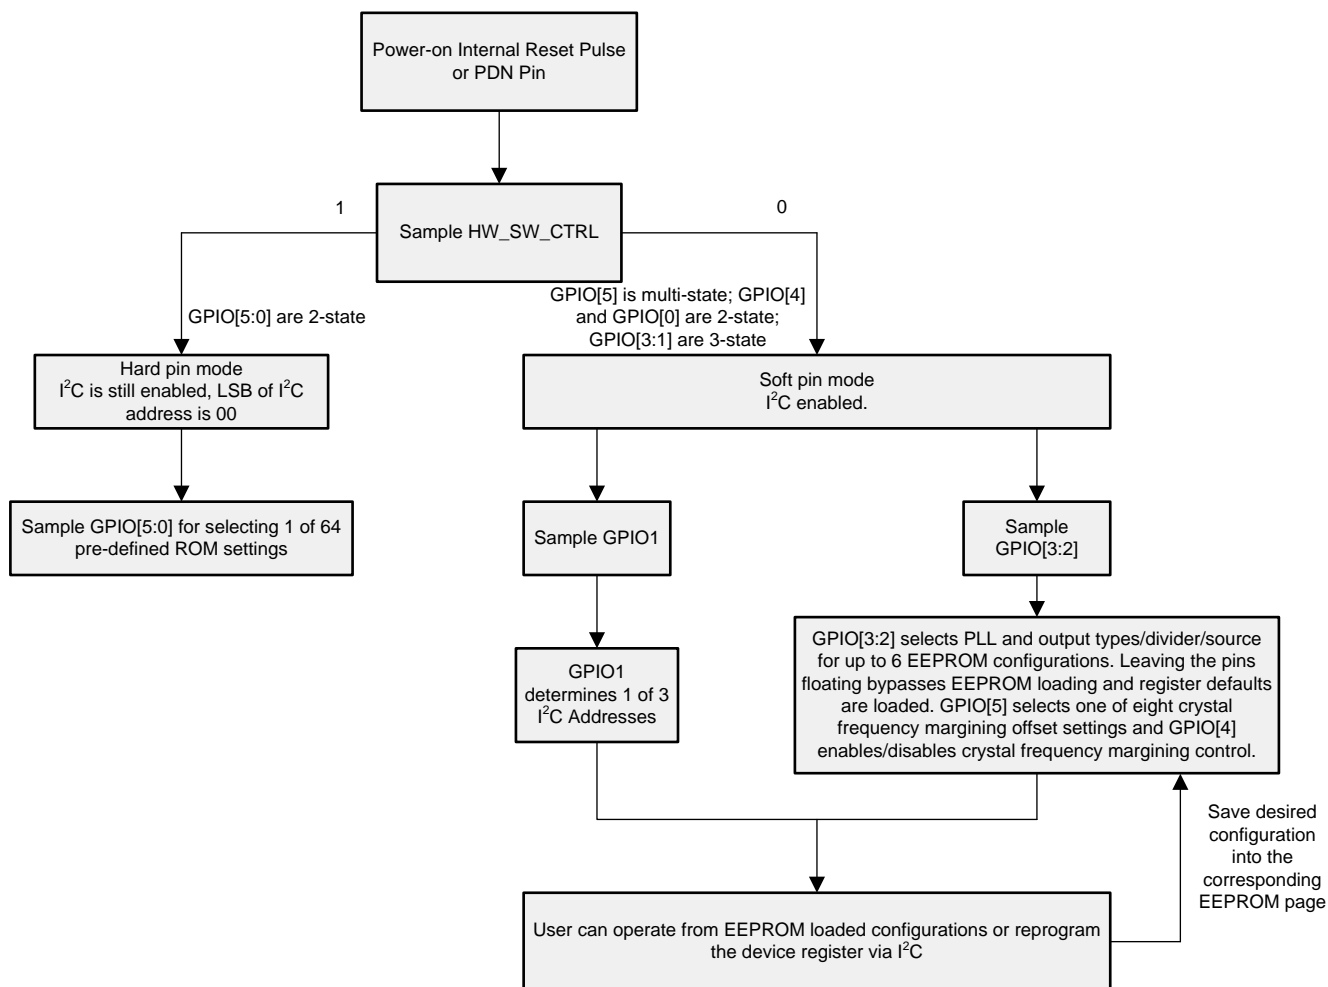 Power-on Internal Reset Pulse
or PDN Pin
1
Sample HW_SW_CTRL
0
GPIO[5:0] are 2-state
GPIO[5] is multi-state; GPIO[4]
and GPIO[0] are 2-state;
GPIO[3:1] are 3-state
Hard pin mode
I²C is still enabled, LSB of I²C
address is 00
Soft pin mode
I²C enabled.
Sample GPIO[5:0] for selecting 1 of 64
pre-defined ROM settings
Sample GPIO1
Sample
GPIO[3:2]
GPIO1
determines 1 of 3
I²C Addresses
GPIO[3:2] selects PLL and output types/divider/source
for up to 6 EEPROM configurations. Leaving the pins
floating bypasses EEPROM loading and register defaults
are loaded. GPIO[5] selects one of eight crystal
frequency margining offset settings and GPIO[4]
enables/disables crystal frequency margining control.
Save desired
configuration
into the
corresponding
EEPROM page
User can operate from EEPROM loaded configurations or reprogram
the device register via I²C